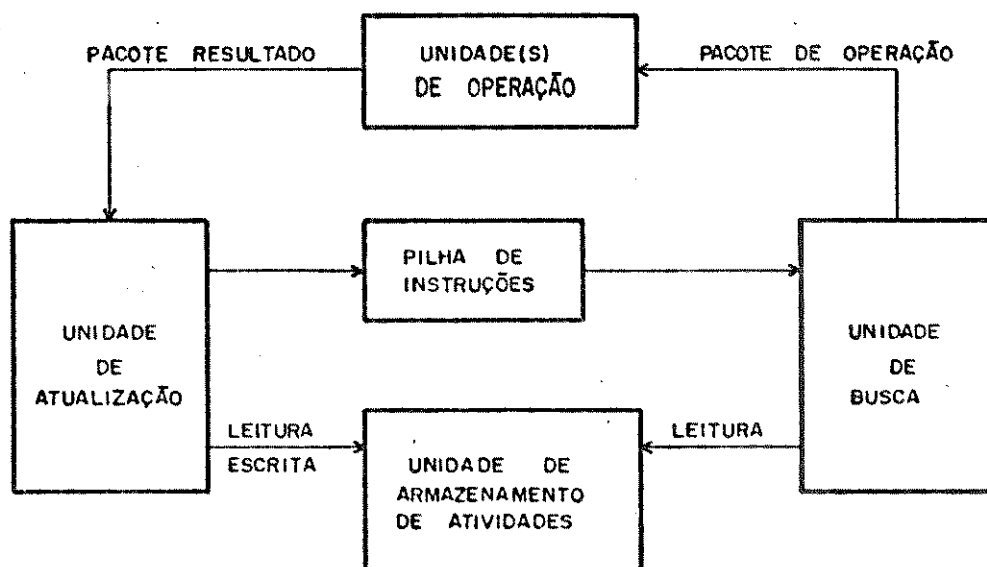 PACOTE RESULTADO
UNIDADE(S)
DE OPERAÇÃO
PACOTE DE OPERAÇÃO
PILHA DE
INSTRUÇÕES
UNIDADE
DE
ATUALIZAÇÃO
UNIDADE
DE
BUSCA
LEITURA
ESCRITA
LEITURA
UNIDADE DE
ARMAZENAMENTO
DE ATIVIDADES